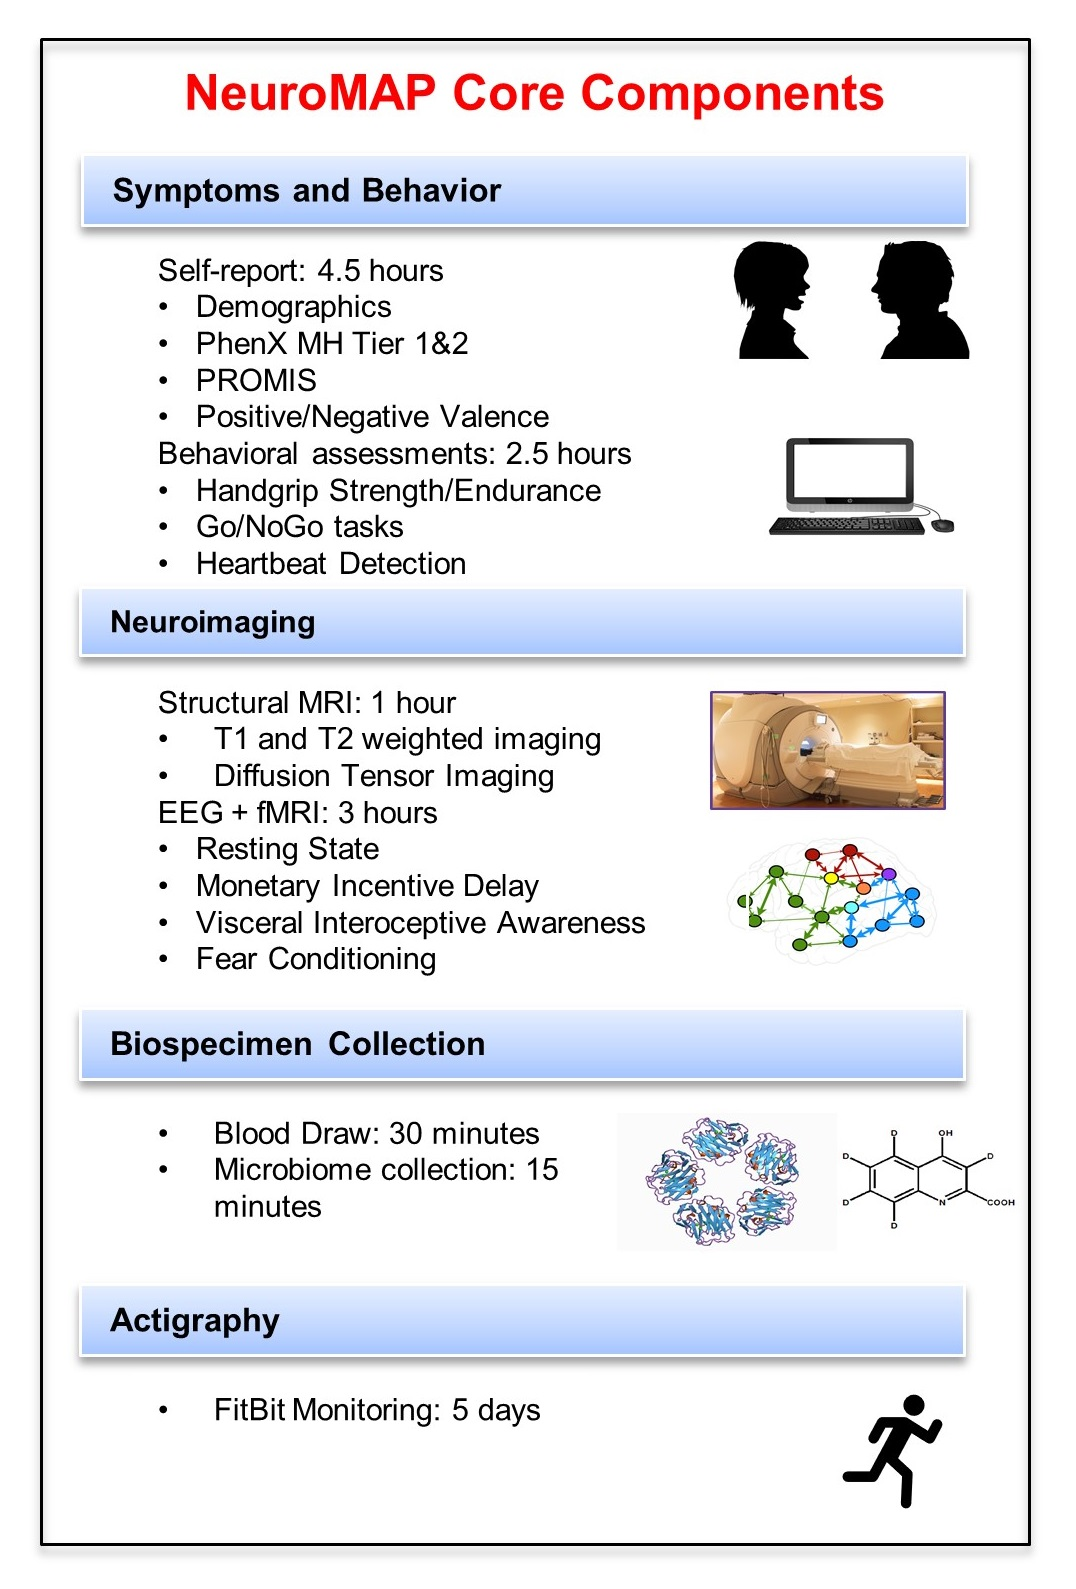 NeuroMAP Core Components
Symptoms and Behavior
Self-report: 4.5 hours
• Demographics
• PhenX MH Tier 1&2
• PROMIS
• Positive/Negative Valence
Behavioral assessments: 2.5 hours
• Handgrip Strength/Endurance
• Go/NoGo tasks
• Heartbeat Detection
Neuroimaging
Structural MRI: 1 hour
• T1 and T2 weighted imaging
• Diffusion Tensor Imaging
EEG + fMRI: 3 hours
• Resting State
• Monetary Incentive Delay
• Visceral Interoceptive Awareness
• Fear Conditioning
Biospecimen Collection
• Blood Draw: 30 minutes
• Microbiome collection: 15
minutes
D
OH
D
D
D
N
COOH
D
Actigraphy
• FitBit Monitoring: 5 days